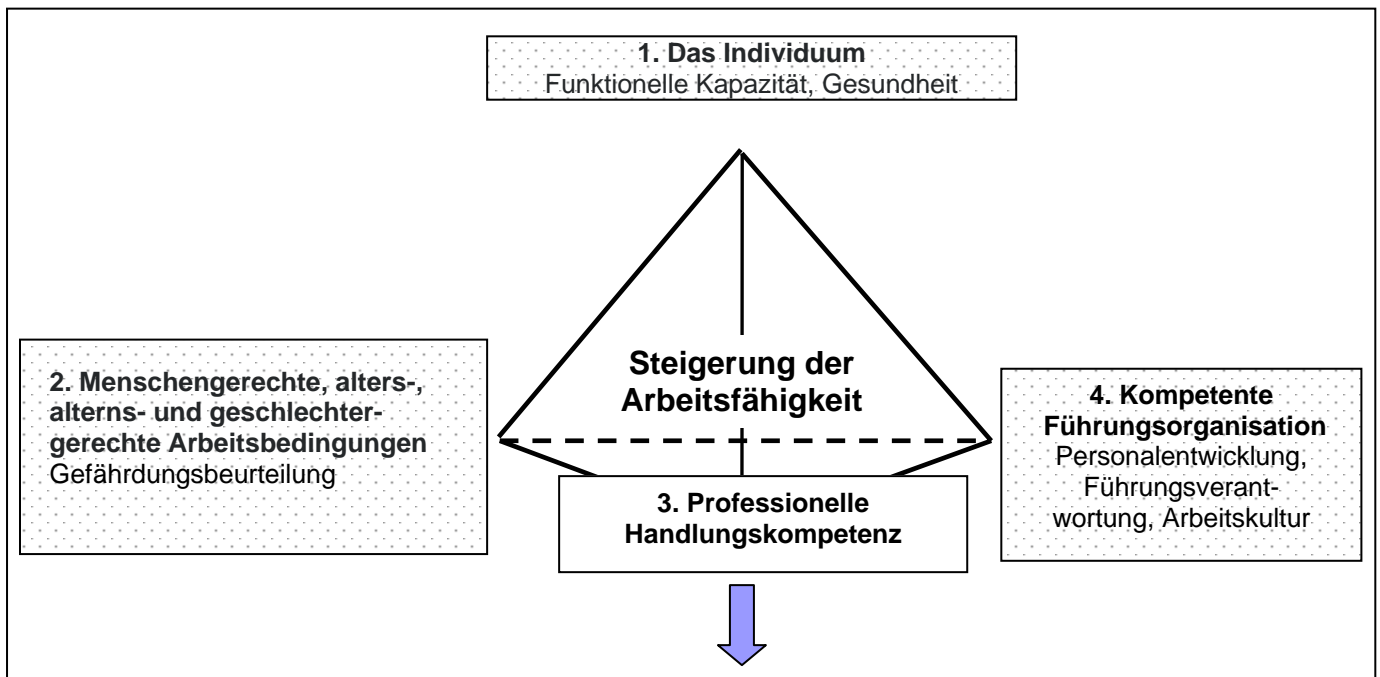 1. Das Individuum
Funktionelle Kapazität, Gesundheit
Steigerung der
Arbeitsfähigkeit
2. Menschengerechte, alters-,
alterns- und geschlechter-
gerechte Arbeitsbedingungen
Gefährdungsbeurteilung
3. Professionelle
Handlungskompetenz
4. Kompetente
Führungsorganisation
Personalentwicklung,
Führungsverant-
wortung, Arbeitskultur